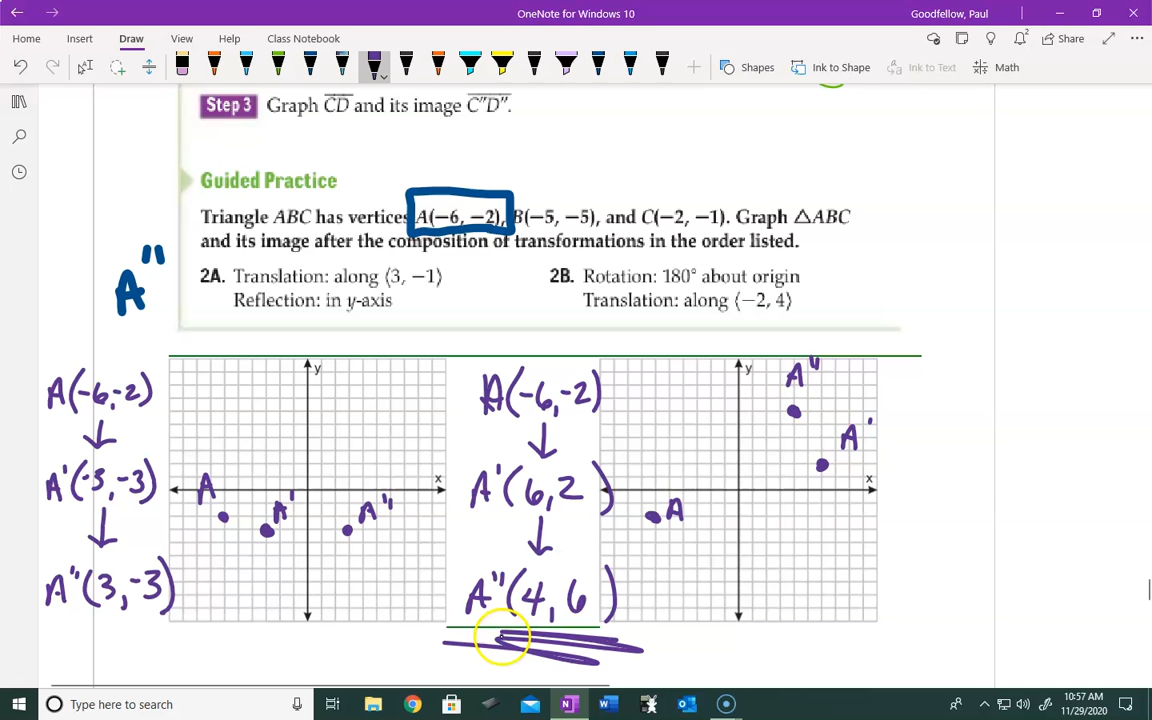 OneNote for Windows 10
Goodfellow, Paul
Home Insert Draw View Help Class Notebook
Share
Shapes Ink to Shape Ink to Text Math
Step 3 Graph CD and its image C"D".
Guided Practice
Triangle ABC has vertices A(−6, −2), B(−5, −5), and C(−2, −1). Graph △ABC
and its image after the composition of transformations in the order listed.
A"
2A. Translation: along ⟨3, −1⟩
Reflection: in y-axis
2B. Rotation: 180° about origin
Translation: along ⟨−2, 4⟩
A(-6,-2)
A'(-3,-3)
A"(3,-3)
y
x
A
A'
A"
A(-6,-2)
A'(6,2)
A"(4,6)
y
x
A"
A'
A
Type here to search
10:57 AM
11/29/2020